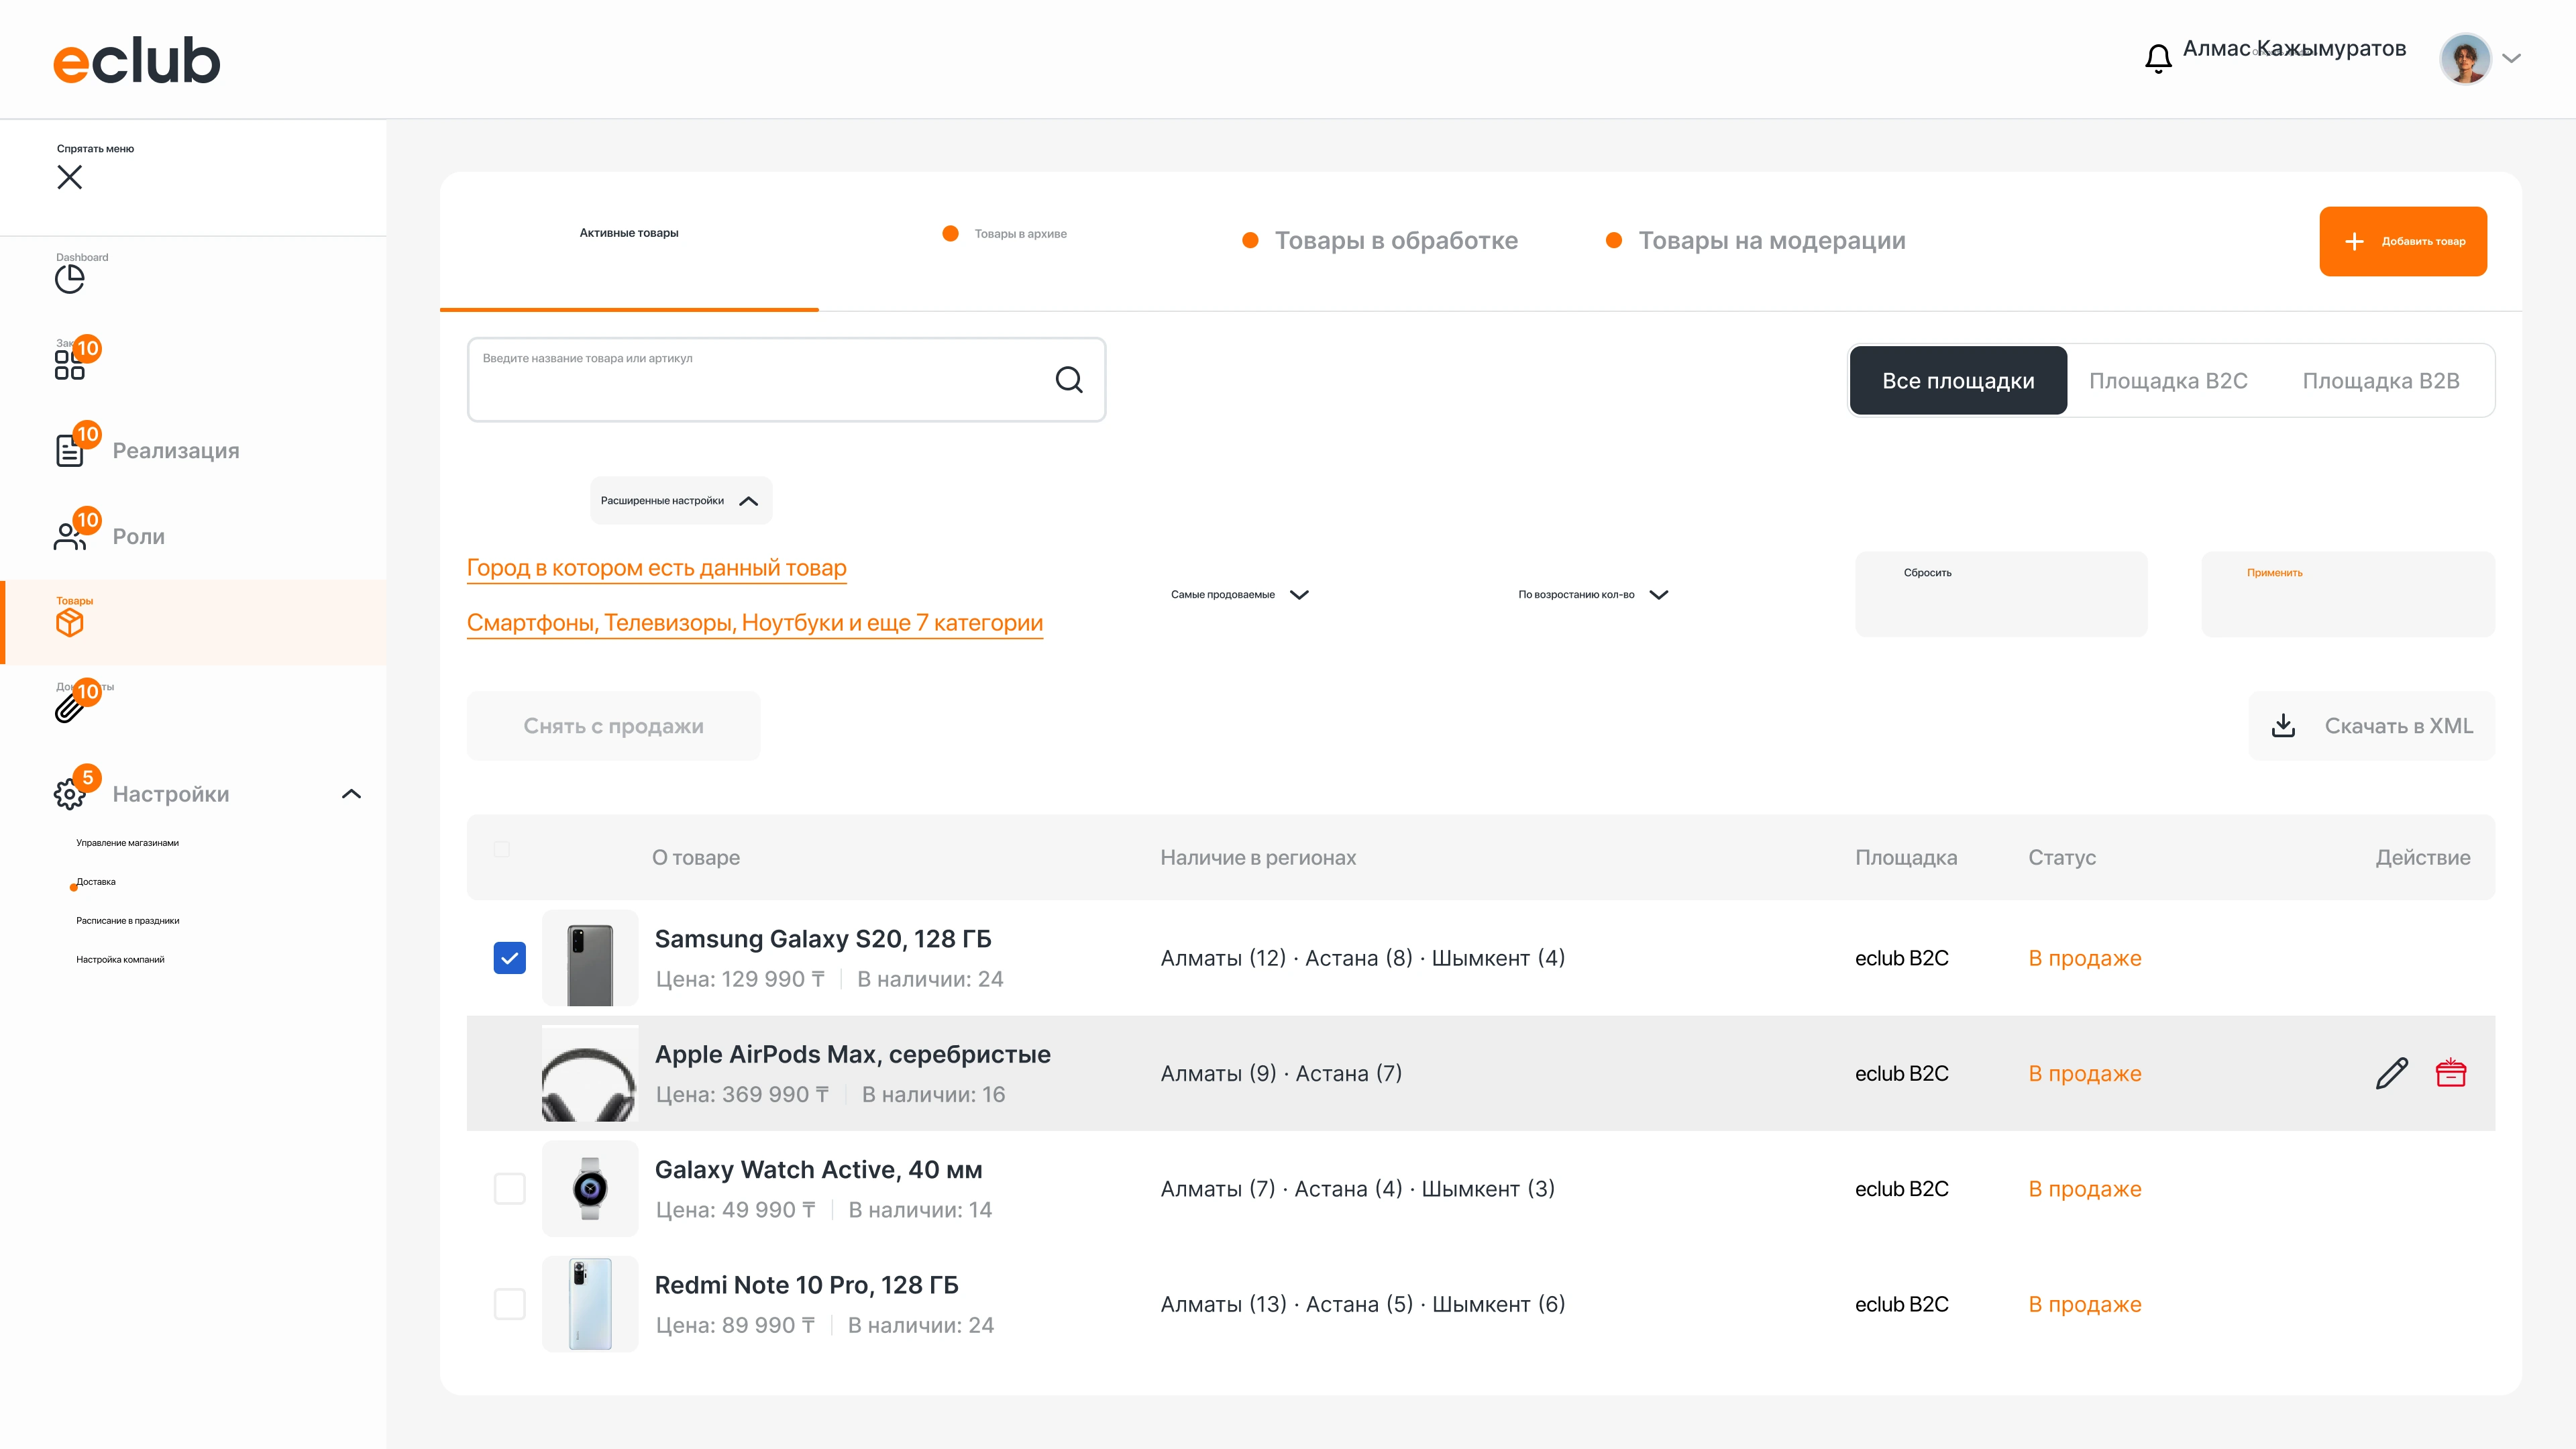 eclub
Алмас Кажымуратов
Спрятать меню
Dashboard
10
10
Реализация
10
Роли
Товары
10
5
Настройки
Управление магазинами
Доставка
Расписание в праздники
Настройка компаний
Активные товары
Товары в архиве
Товары в обработке
Товары на модерации
Добавить товар
Введите название товара или артикул
Все площадки
Площадка B2C
Площадка B2B
Расширенные настройки
Город в котором есть данный товар
Смартфоны, Телевизоры, Ноутбуки и еще 7 категории
Самые продоваемые
По возростанию кол-во
Сбросить
Применить
Снять с продажи
Скачать в XML
О товаре
Наличие в регионах
Площадка
Статус
Действие
Samsung Galaxy S20, 128 ГБ
Цена: 129 990 ₸
В наличии: 24
Алматы (12) · Астана (8) · Шымкент (4)
eclub B2C
В продаже
Apple AirPods Max, серебристые
Цена: 369 990 ₸
В наличии: 16
Алматы (9) · Астана (7)
eclub B2C
В продаже
Galaxy Watch Active, 40 мм
Цена: 49 990 ₸
В наличии: 14
Алматы (7) · Астана (4) · Шымкент (3)
eclub B2C
В продаже
Redmi Note 10 Pro, 128 ГБ
Цена: 89 990 ₸
В наличии: 24
Алматы (13) · Астана (5) · Шымкент (6)
eclub B2C
В продаже